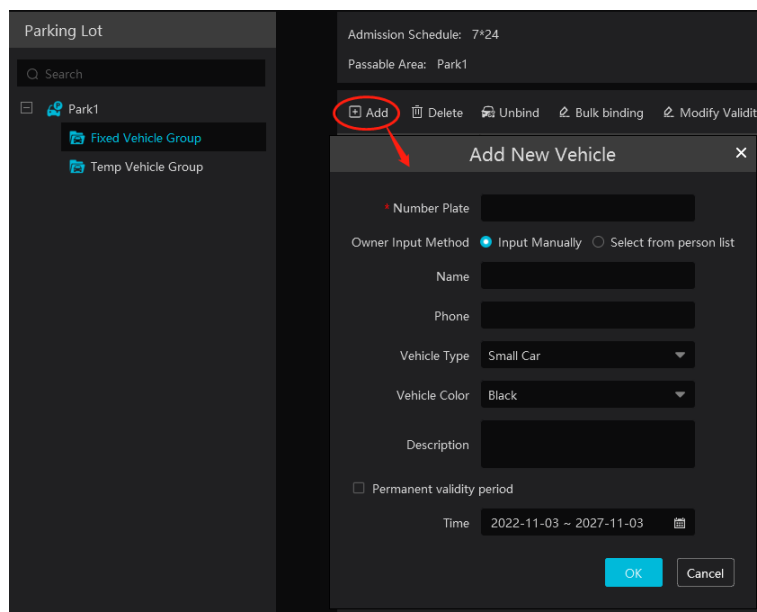 Parking Lot
Search
Park1
Fixed Vehicle Group
Temp Vehicle Group
Admission Schedule: 7*24
Passable Area: Park1
Add Delete Unbind Bulk binding Modify Validit
Add New Vehicle
* Number Plate
Owner Input Method Input Manually Select from person list
Name
Phone
Vehicle Type Small Car
Vehicle Color Black
Description
Permanent validity period
Time 2022-11-03 ~ 2027-11-03
OK Cancel